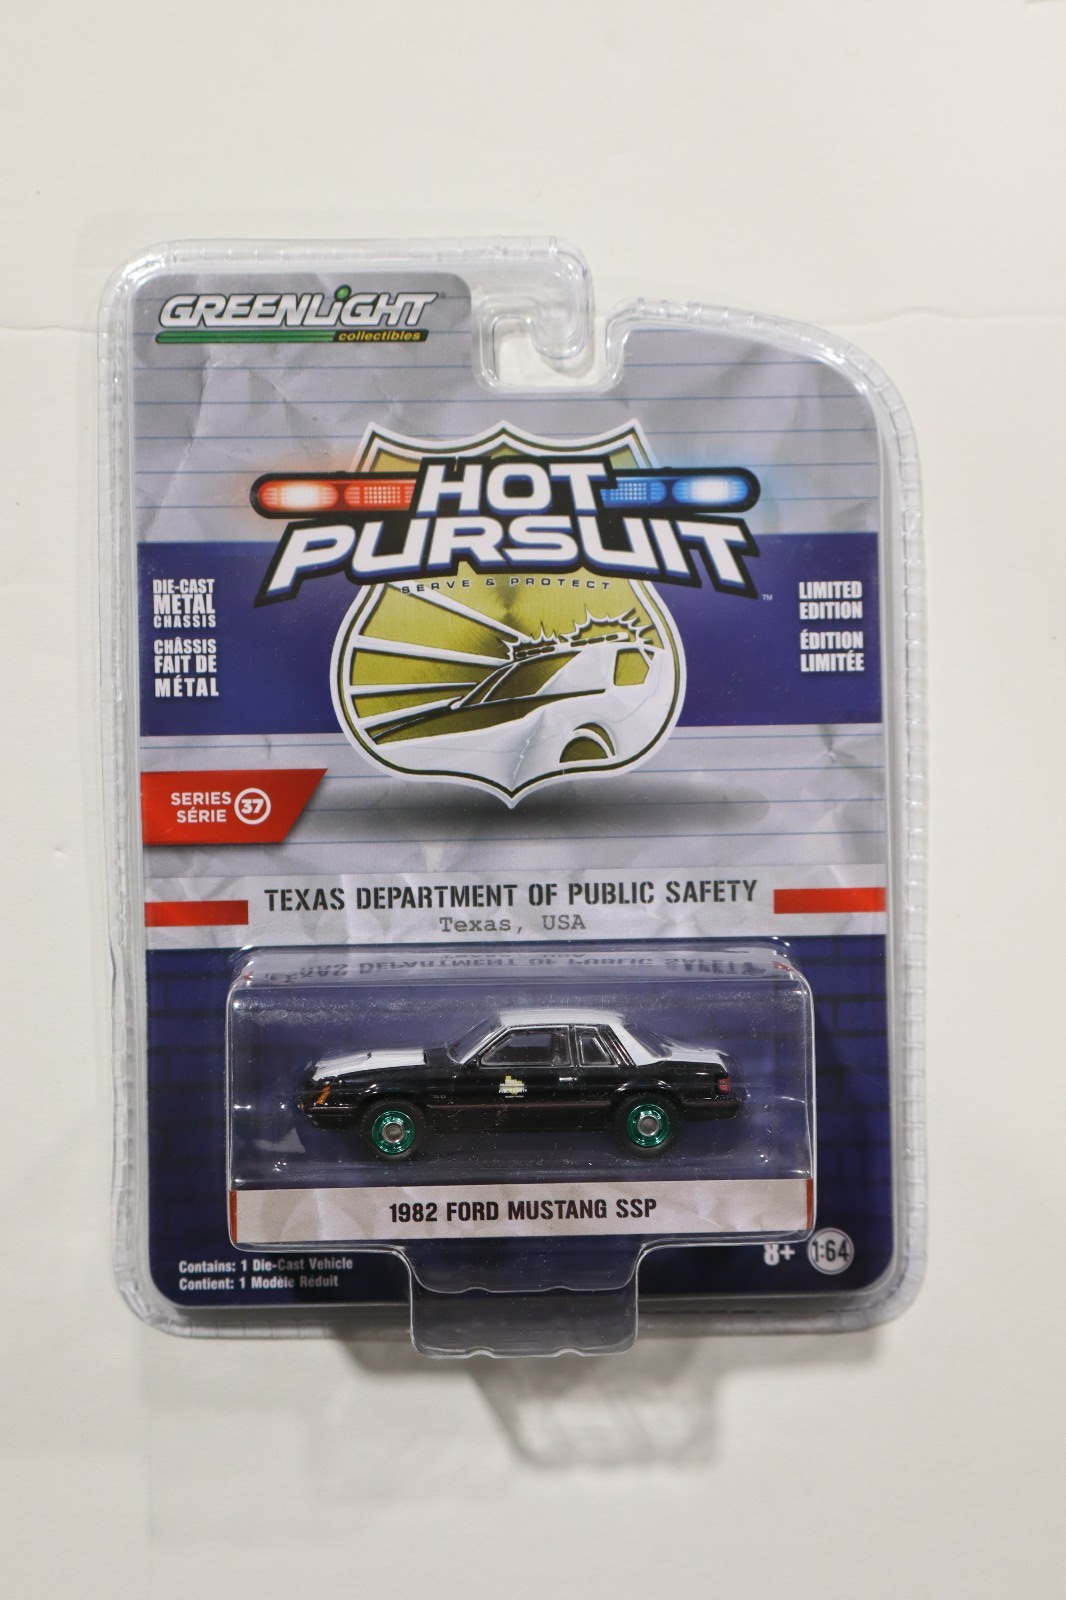 GREENLIGHT
collectibles
HOT
PURSUIT
™
SERVE & PROTECT
DIE-CAST
METAL
CHASSIS
CHÂSSIS
FAIT DE
MÉTAL
LIMITED
EDITION
ÉDITION
LIMITÉE
SERIES
SÉRIE
37
TEXAS DEPARTMENT OF PUBLIC SAFETY
Texas, USA
1982 FORD MUSTANG SSP
Contains: 1 Die-Cast Vehicle
Contient: 1 Modèle Réduit
8+
1:64